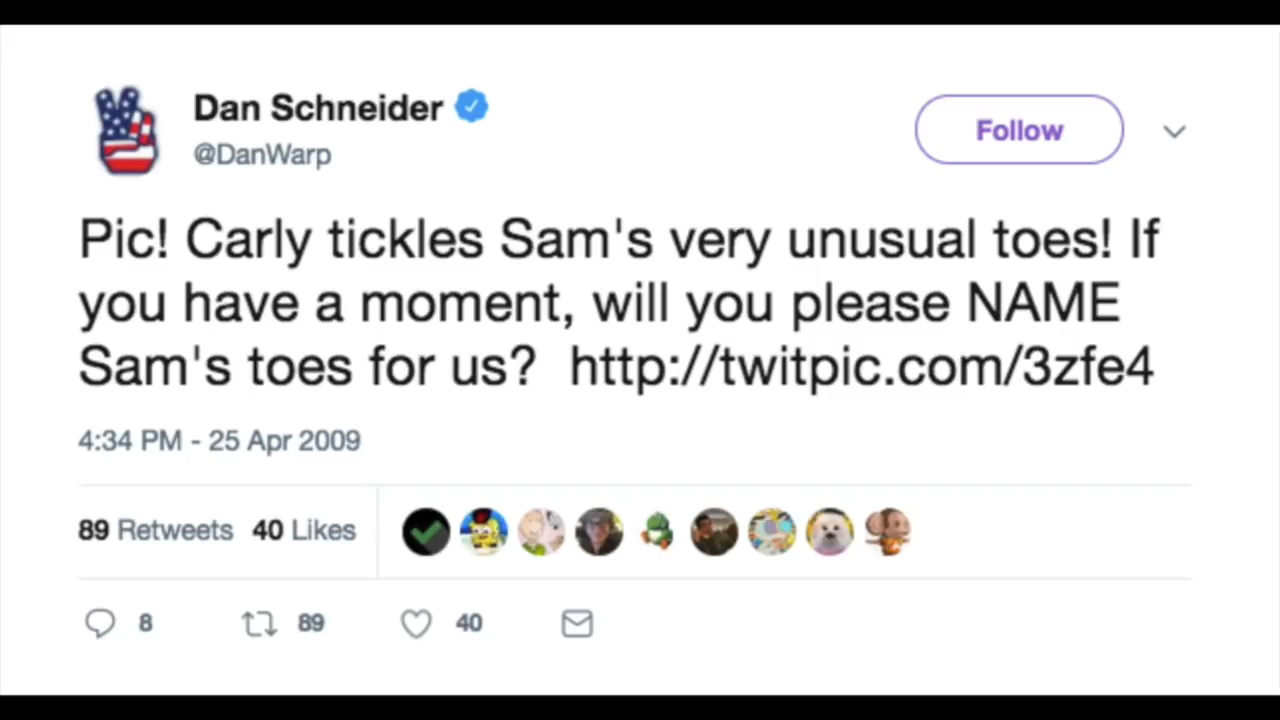 Dan Schneider
@DanWarp
Follow
Pic! Carly tickles Sam's very unusual toes! If
you have a moment, will you please NAME
Sam's toes for us?  http://twitpic.com/3zfe4
4:34 PM - 25 Apr 2009
89 Retweets 40 Likes
8 89 40